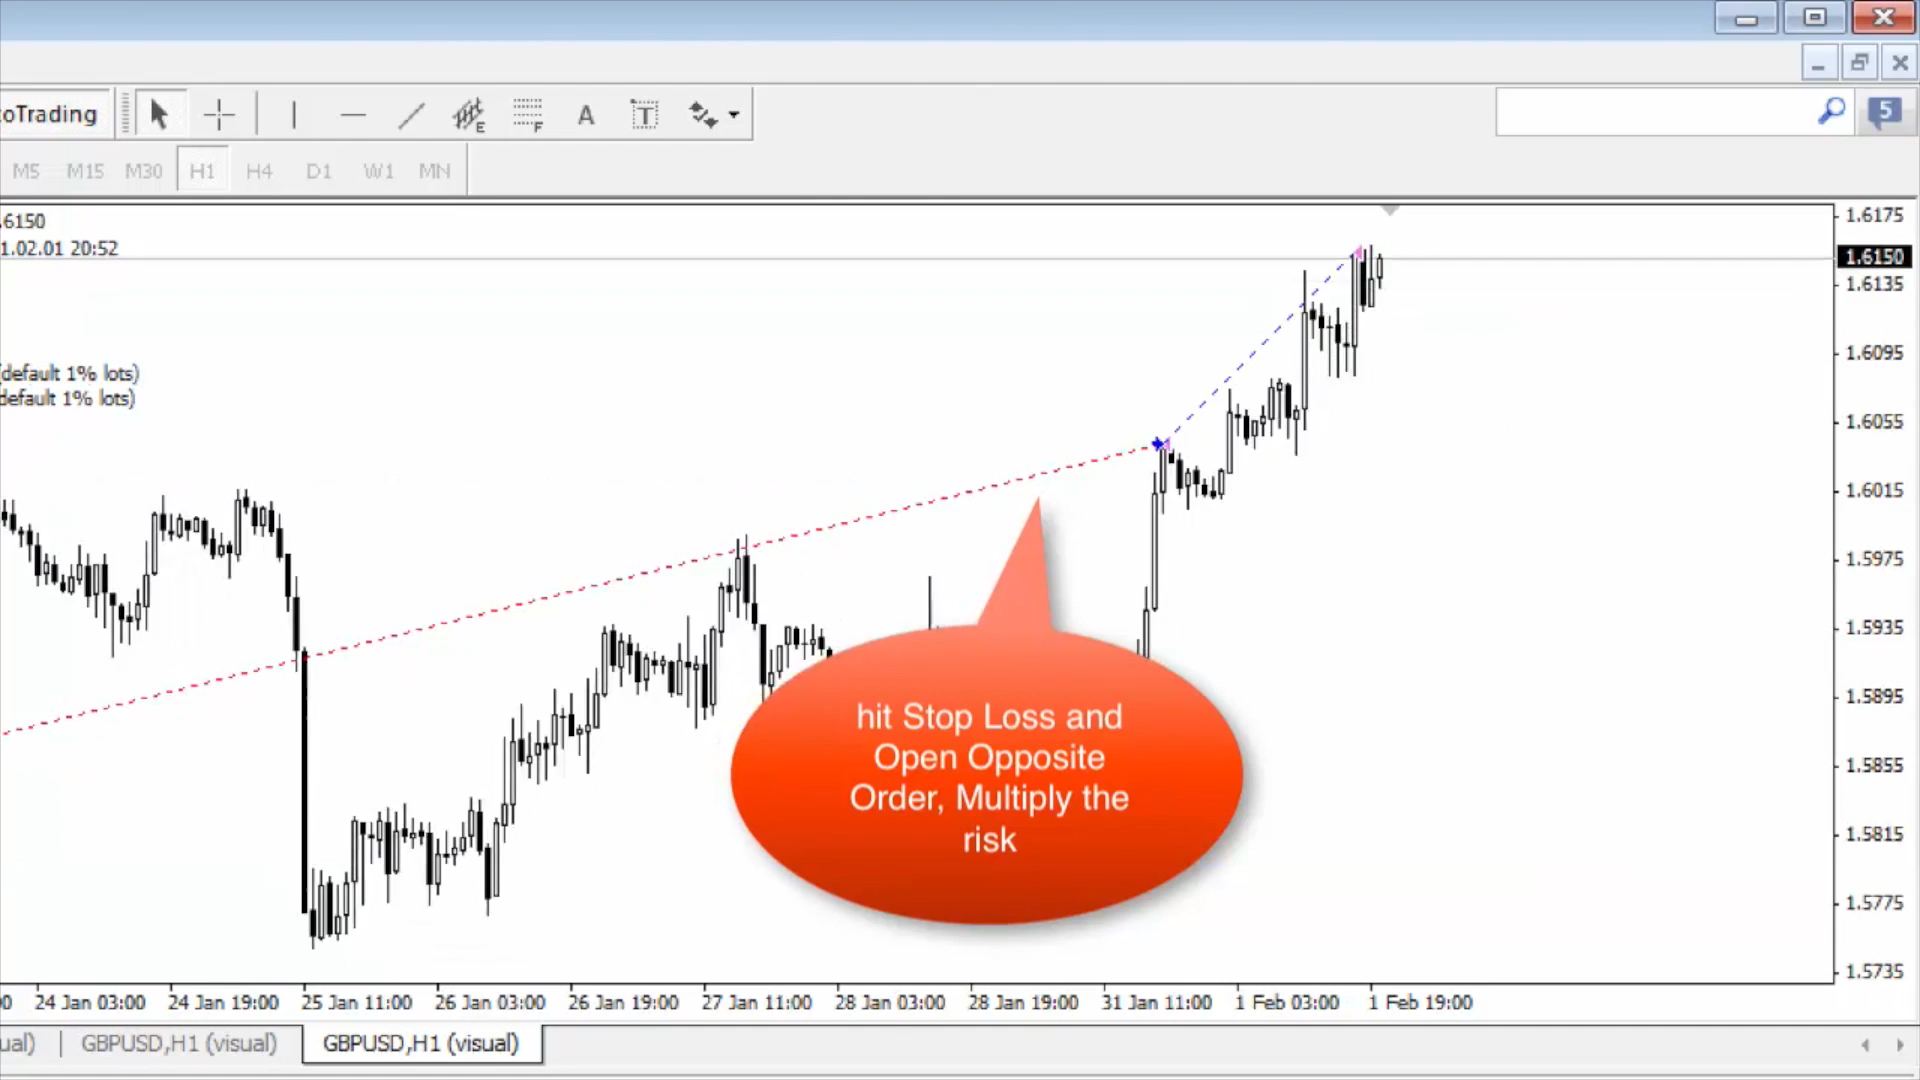 oTrading
E
F
A
T
5
M5 M15 M30 H1 H4 D1 W1 MN
.6150
1.02.01 20:52
(default 1% lots)
default 1% lots)
1.6175
1.6150
1.6135
1.6095
1.6055
1.6015
1.5975
1.5935
1.5895
1.5855
1.5815
1.5775
1.5735
hit Stop Loss and
Open Opposite
Order, Multiply the
risk
0 24 Jan 03:00 24 Jan 19:00 25 Jan 11:00 26 Jan 03:00 26 Jan 19:00 27 Jan 11:00 28 Jan 03:00 28 Jan 19:00 31 Jan 11:00 1 Feb 03:00 1 Feb 19:00
ual) GBPUSD,H1 (visual) GBPUSD,H1 (visual)